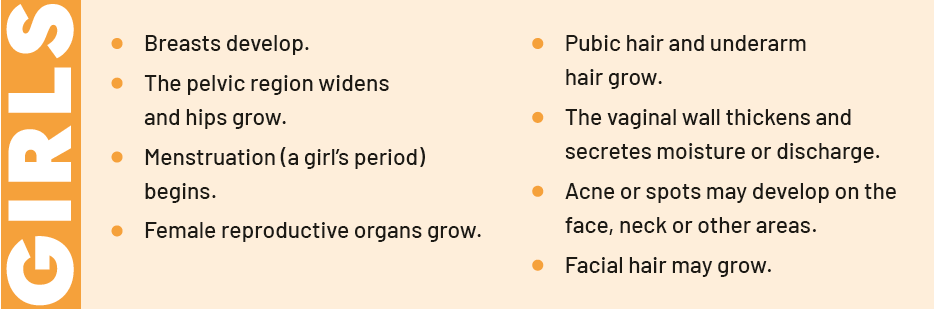 GIRLS
● Breasts develop.
● The pelvic region widens
and hips grow.
● Menstruation (a girl’s period)
begins.
● Female reproductive organs grow.
● Pubic hair and underarm
hair grow.
● The vaginal wall thickens and
secretes moisture or discharge.
● Acne or spots may develop on the
face, neck or other areas.
● Facial hair may grow.